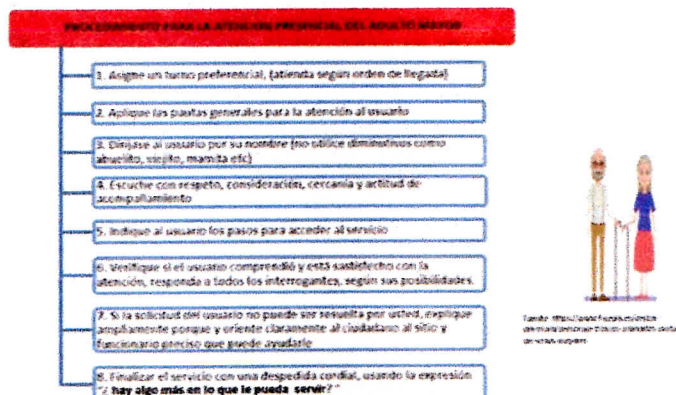 PROCEDIMIENTO PARA LA ATENCION PRESENCIAL DEL ADULTO MAYOR
1. Asigne un turno preferencial, (atienda según orden de llegada)
2. Aplique las pautas generales para la atención al usuario
3. Diríjase al usuario por su nombre (no utilice diminutivos como
abuelito, viejito, mamita etc)
4. Escuche con respeto, consideración, cercanía y actitud de
acompañamiento
5. Indique al usuario los pasos para acceder al servicio
6. Verifique si el usuario comprendió y está sastisfecho con la
atención, responda a todos los interrogantes, según sus posibilidades.
7. Si la solicitud del usuario no puede ser resuelta por usted, explique
ampliamente porque y oriente claramente al ciudadano al sitio y
funcionario preciso que puede ayudarle
8. Finalizar el servicio con una despedida cordial, usando la expresión
"¿ hay algo más en lo que le pueda servir? "